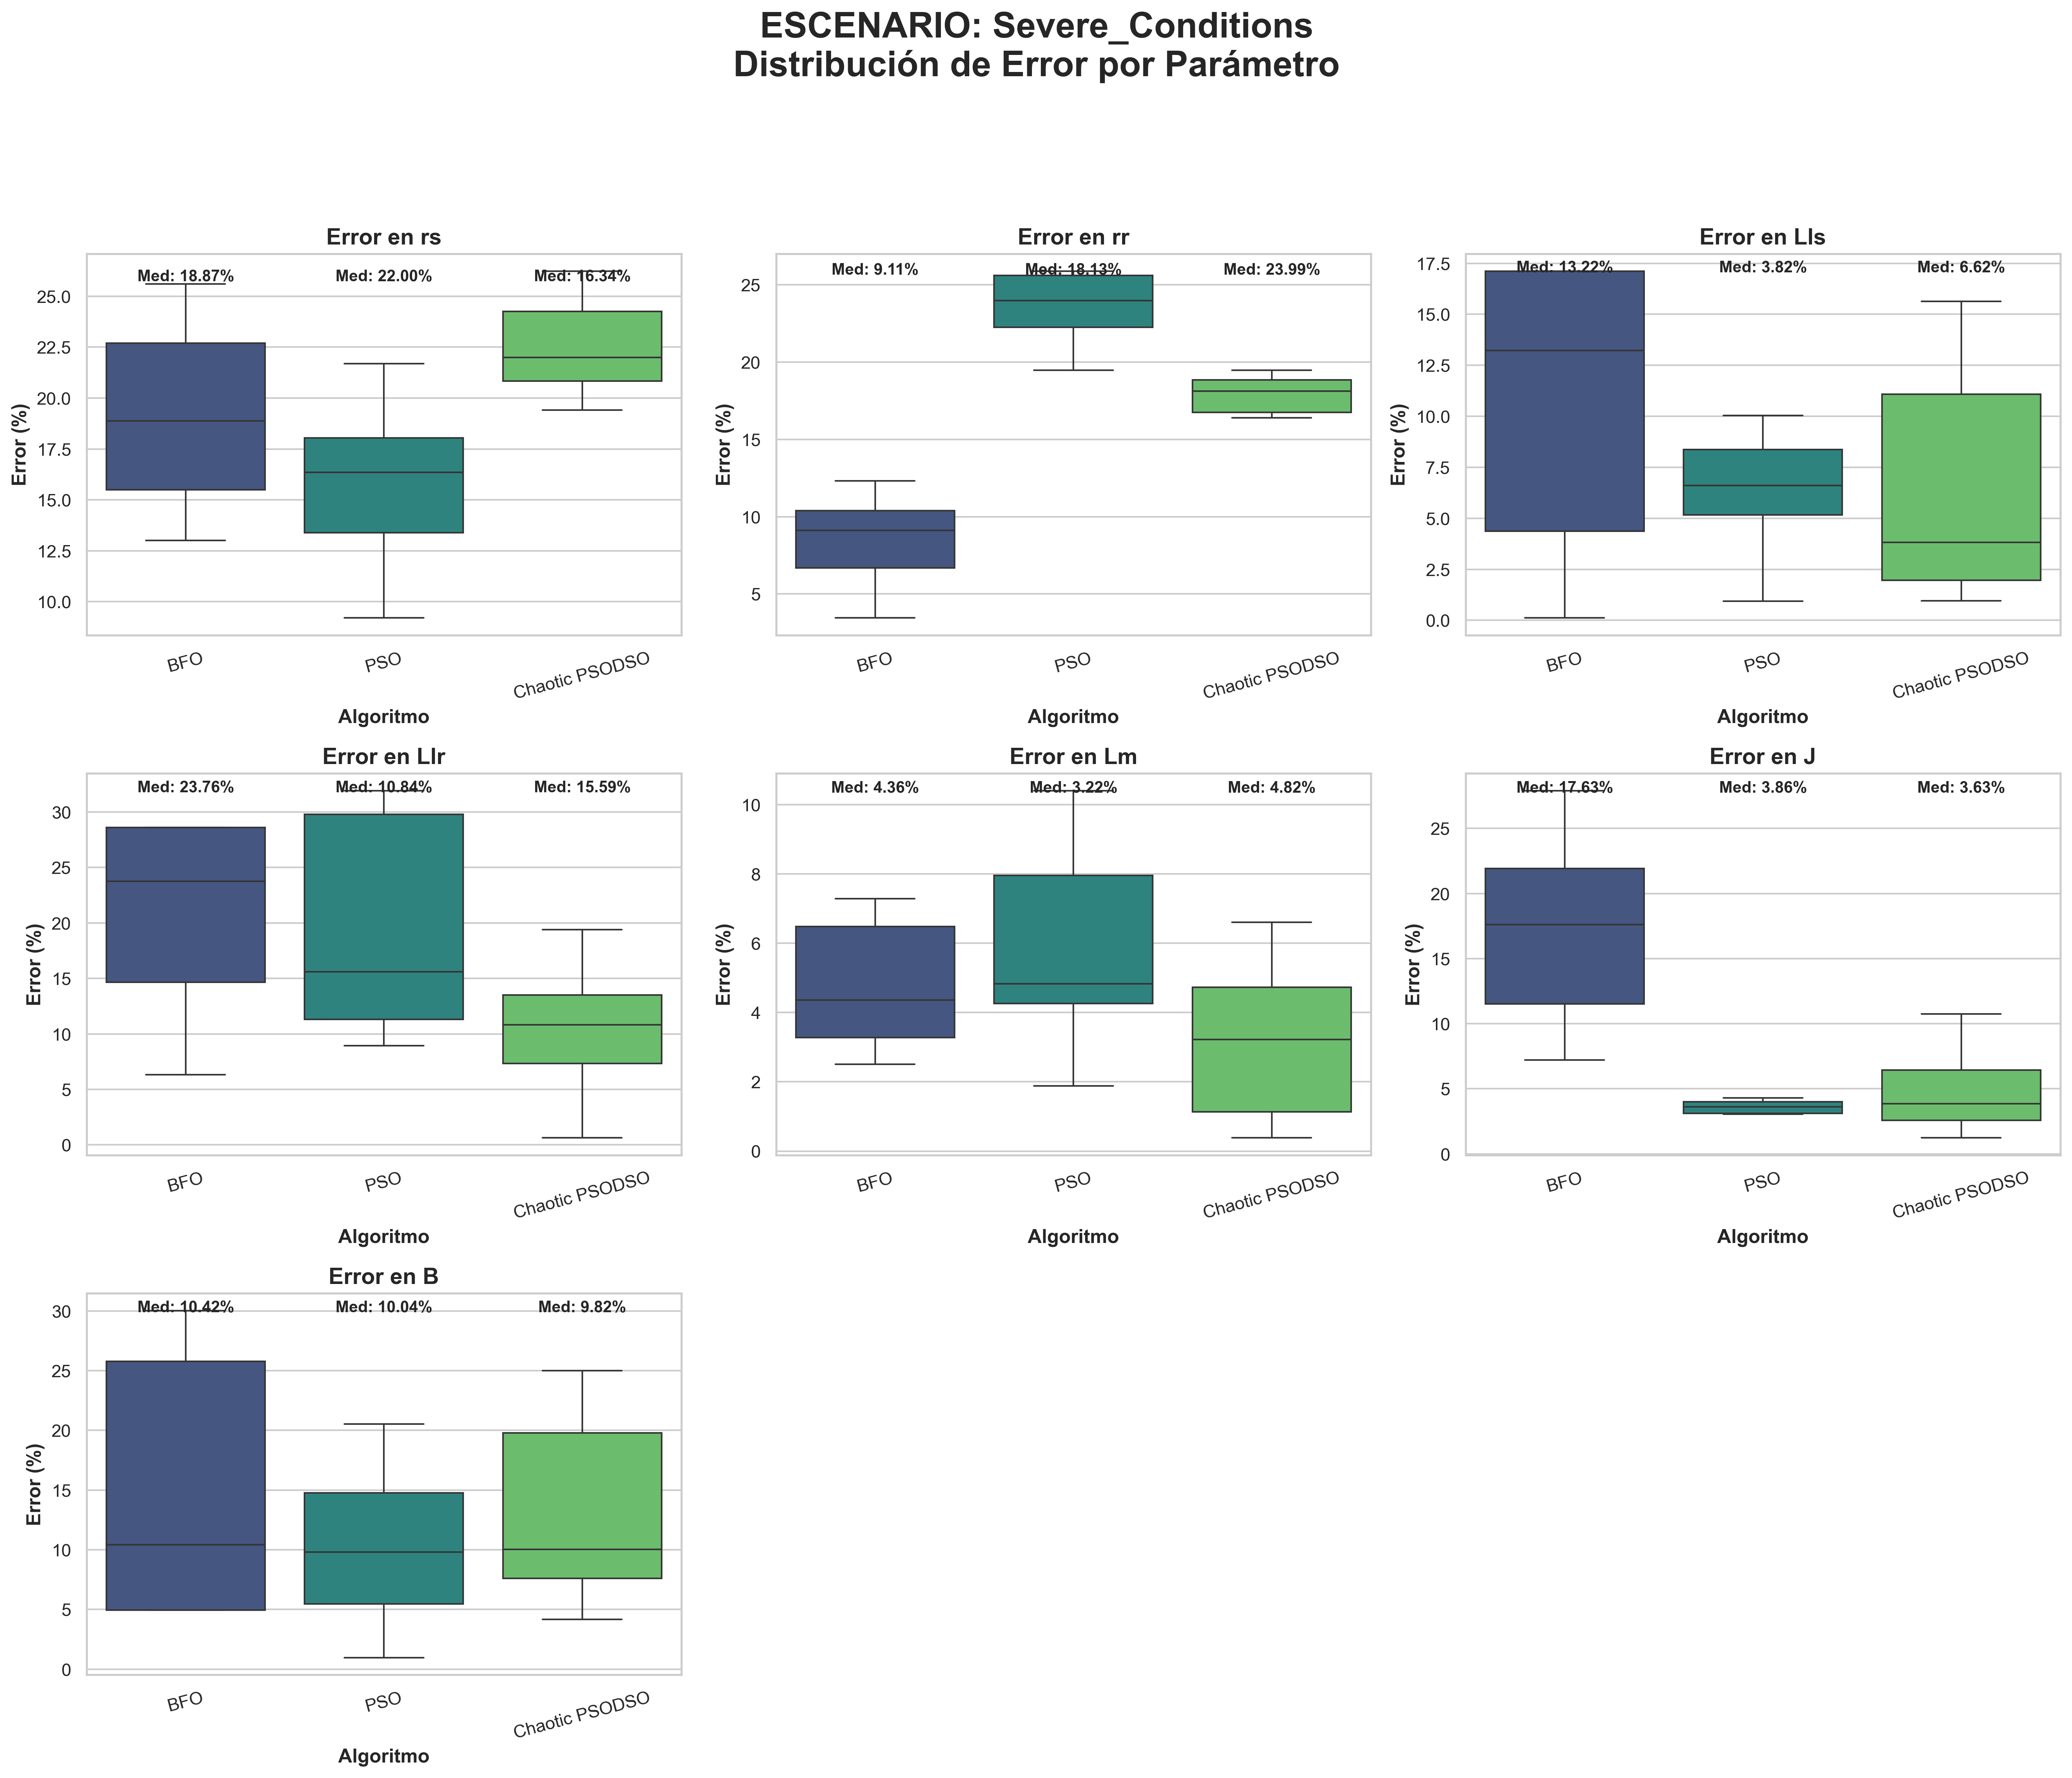 ESCENARIO: Severe_Conditions
Distribución de Error por Parámetro
Error en rs
Med: 18.87% Med: 22.00% Med: 16.34%
25.0
22.5
20.0
17.5
15.0
12.5
10.0
Error (%)
BFO PSO Chaotic PSODSO
Algoritmo
Error en rr
Med: 9.11% Med: 18.13% Med: 23.99%
25
20
15
10
5
Error (%)
BFO PSO Chaotic PSODSO
Algoritmo
Error en Lls
Med: 13.22% Med: 3.82% Med: 6.62%
17.5
15.0
12.5
10.0
7.5
5.0
2.5
0.0
Error (%)
BFO PSO Chaotic PSODSO
Algoritmo
Error en Llr
Med: 23.76% Med: 10.84% Med: 15.59%
30
25
20
15
10
5
0
Error (%)
BFO PSO Chaotic PSODSO
Algoritmo
Error en Lm
Med: 4.36% Med: 3.22% Med: 4.82%
10
8
6
4
2
0
Error (%)
BFO PSO Chaotic PSODSO
Algoritmo
Error en J
Med: 17.63% Med: 3.86% Med: 3.63%
25
20
15
10
5
0
Error (%)
BFO PSO Chaotic PSODSO
Algoritmo
Error en B
Med: 10.42% Med: 10.04% Med: 9.82%
30
25
20
15
10
5
0
Error (%)
BFO PSO Chaotic PSODSO
Algoritmo